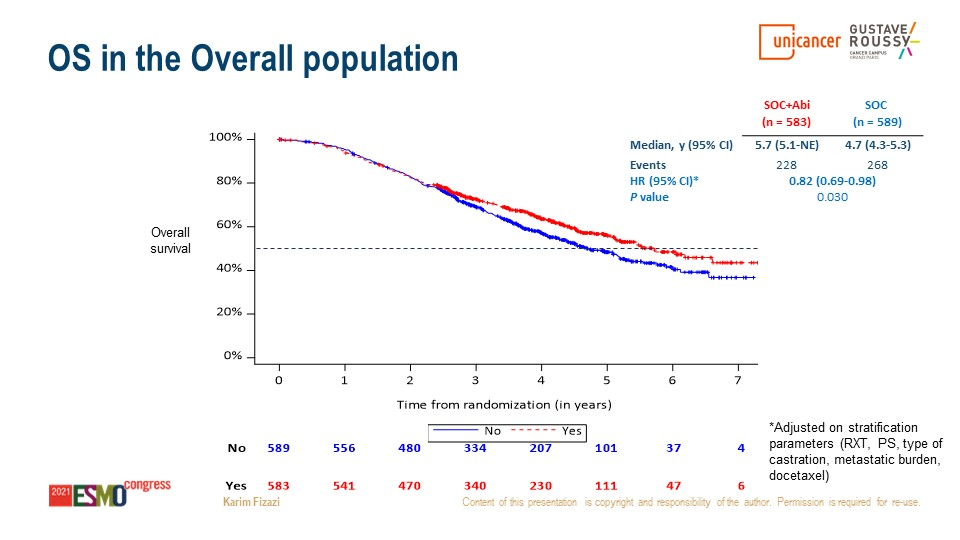 OS in the Overall population
unicancer
GUSTAVE
ROUSSY
CANCER CAMPUS
GRAND PARIS
SOC+Abi SOC
(n = 583) (n = 589)
Median, y (95% CI) 5.7 (5.1-NE) 4.7 (4.3-5.3)
Events 228 268
HR (95% CI)* 0.82 (0.69-0.98)
P value 0.030
Overall
survival
100%
80%
60%
40%
20%
0%
0 1 2 3 4 5 6 7
Time from randomization (in years)
No Yes
No 589 556 480 334 207 101 37 4
Yes 583 541 470 340 230 111 47 6
*Adjusted on stratification
parameters (RXT, PS, type of
castration, metastatic burden,
docetaxel)
2021 ESMO congress
Karim Fizazi
Content of this presentation is copyright and responsibility of the author. Permission is required for re-use.